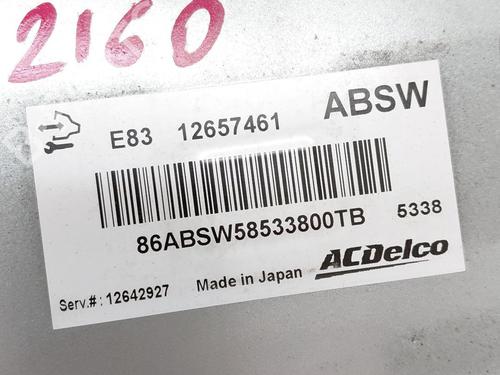 2160
E83 12657461 ABSW
86ABSW58533800TB 5338
ACDelco
Made in Japan
Serv.#: 12642927